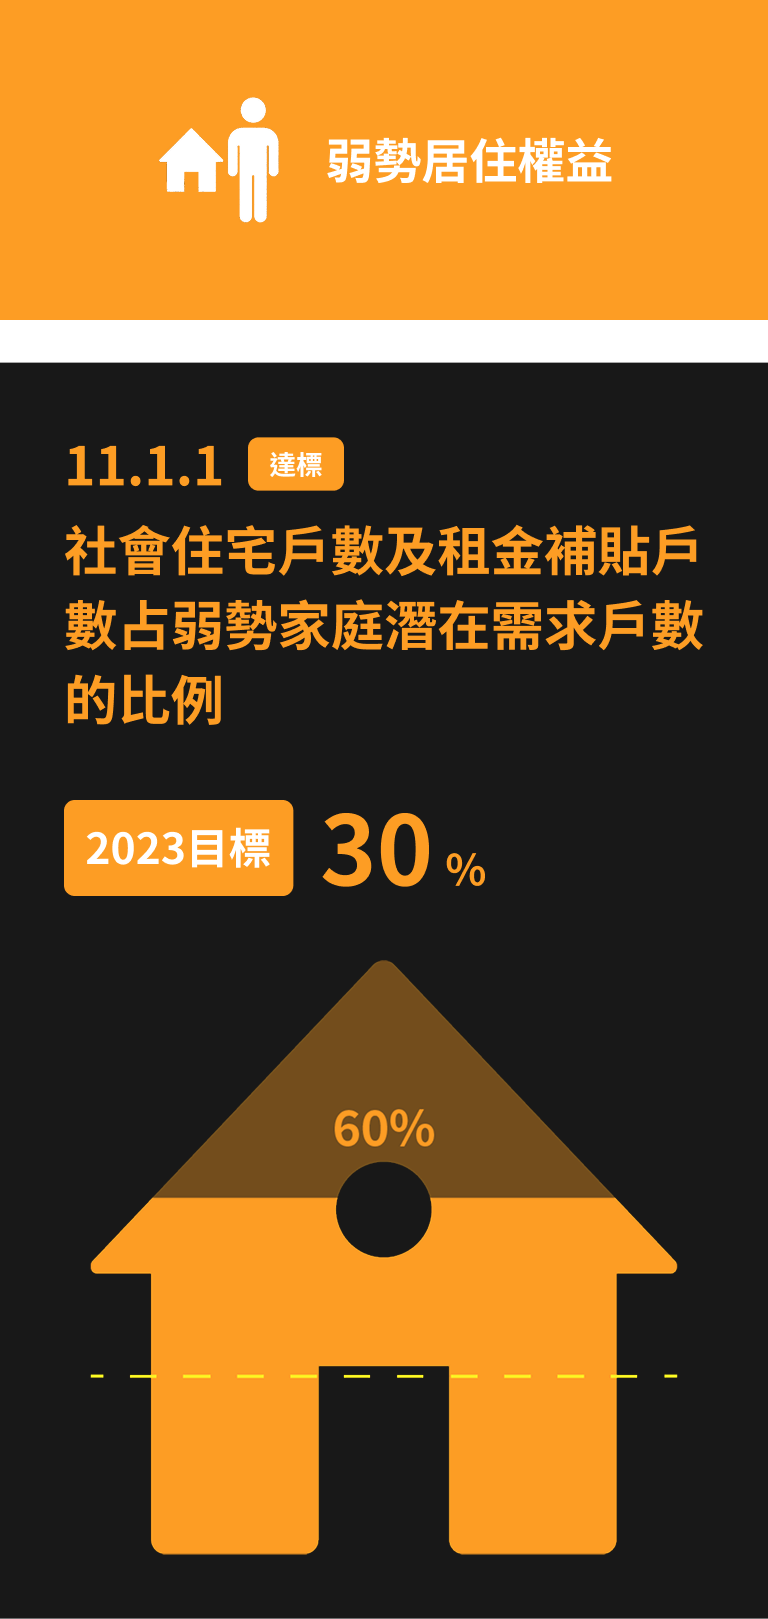 弱勢居住權益
11.1.1 達標
社會住宅戶數及租金補貼戶
數占弱勢家庭潛在需求戶數
的比例
2023目標 30 %
60%